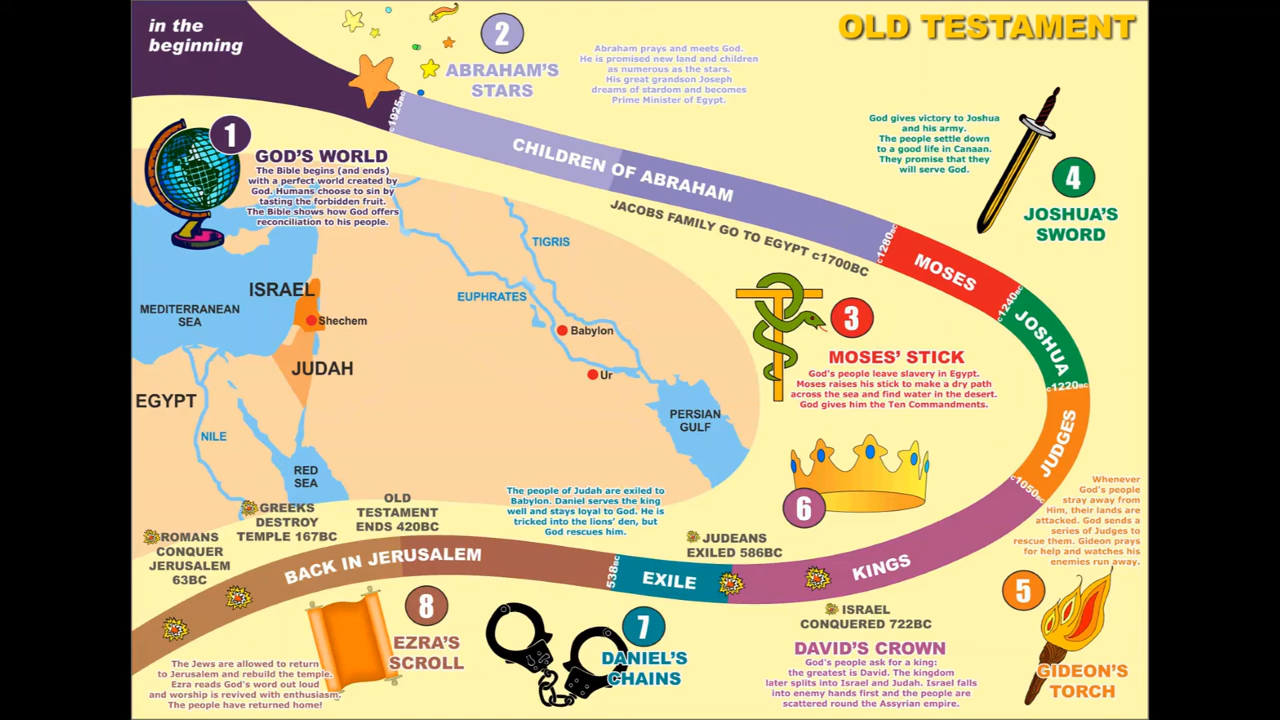 in the
beginning
OLD TESTAMENT
2
ABRAHAM'S
STARS
Abraham prays and meets God.
He is promised new land and children
as numerous as the stars.
His great grandson Joseph
dreams of stardom and becomes
Prime Minister of Egypt.
c1925BC
CHILDREN OF ABRAHAM
JACOBS FAMILY GO TO EGYPT c1700BC
1
GOD'S WORLD
The Bible begins (and ends)
with a perfect world created by
God. Humans choose to sin by
tasting the forbidden fruit.
The Bible shows how God offers
reconciliation to his people.
God gives victory to Joshua
and his army.
The people settle down
to a good life in Canaan.
They promise that they
will serve God.
4
JOSHUA'S
SWORD
c1280BC
MOSES
c1240BC
JOSHUA
c1220BC
JUDGES
c1050BC
TIGRIS
EUPHRATES
ISRAEL
MEDITERRANEAN
SEA
Shechem
Babylon
JUDAH
Ur
EGYPT
PERSIAN
GULF
NILE
RED
SEA
3
MOSES' STICK
God's people leave slavery in Egypt.
Moses raises his stick to make a dry path
across the sea and find water in the desert.
God gives him the Ten Commandments.
6
Whenever
God's people
stray away from
Him, their lands are
attacked. God sends a
series of Judges to
rescue them. Gideon prays
for help and watches his
enemies run away.
5
GIDEON'S
TORCH
KINGS
ISRAEL
CONQUERED 722BC
DAVID'S CROWN
God's people ask for a king:
the greatest is David. The kingdom
later splits into Israel and Judah. Israel falls
into enemy hands first and the people are
scattered round the Assyrian empire.
JUDEANS
EXILED 586BC
The people of Judah are exiled to
Babylon. Daniel serves the king
well and stays loyal to God. He is
tricked into the lions' den, but
God rescues him.
EXILE
538BC
7
DANIEL'S
CHAINS
OLD
TESTAMENT
ENDS 420BC
GREEKS
DESTROY
TEMPLE 167BC
ROMANS
CONQUER
JERUSALEM
63BC
BACK IN JERUSALEM
8
EZRA'S
SCROLL
The Jews are allowed to return
to Jerusalem and rebuild the temple.
Ezra reads God's word out loud
and worship is revived with enthusiasm.
The people have returned home!